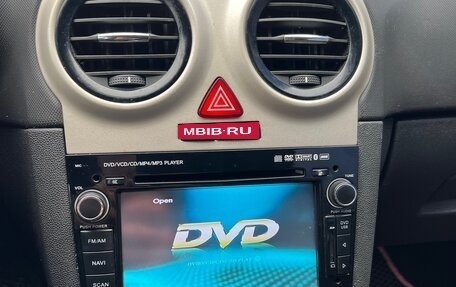 MBIB·RU
DVD/VCD/CD/MP4/MP3 PLAYER
MIC
VOL
TUNE
Open
PUSH POWER
PUSH AUDIO
DVD
DVD
USB
FM/AM
NAVI
SCAN